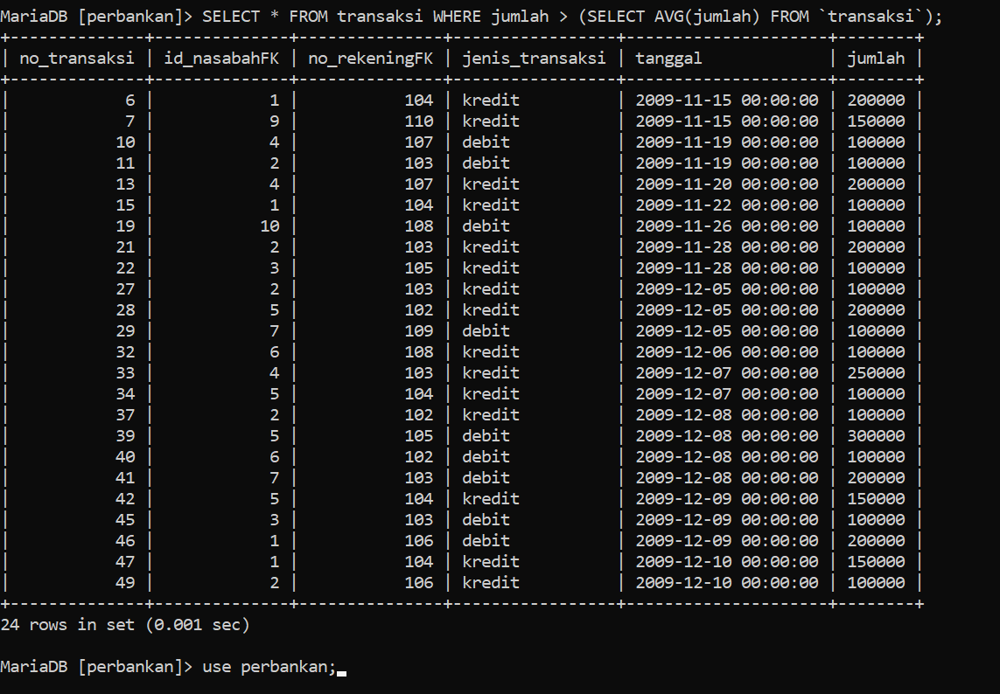 MariaDB [perbankan]> SELECT * FROM transaksi WHERE jumlah > (SELECT AVG(jumlah) FROM `transaksi`);
+--------------+--------------+---------------+-----------------+---------------------+--------+
| no_transaksi | id_nasabahFK | no_rekeningFK | jenis_transaksi | tanggal             | jumlah |
+--------------+--------------+---------------+-----------------+---------------------+--------+
|            6 |            1 |           104 | kredit          | 2009-11-15 00:00:00 | 200000 |
|            7 |            9 |           110 | kredit          | 2009-11-15 00:00:00 | 150000 |
|           10 |            4 |           107 | debit           | 2009-11-19 00:00:00 | 100000 |
|           11 |            2 |           103 | debit           | 2009-11-19 00:00:00 | 100000 |
|           13 |            4 |           107 | kredit          | 2009-11-20 00:00:00 | 200000 |
|           15 |            1 |           104 | kredit          | 2009-11-22 00:00:00 | 100000 |
|           19 |           10 |           108 | debit           | 2009-11-26 00:00:00 | 100000 |
|           21 |            2 |           103 | kredit          | 2009-11-28 00:00:00 | 200000 |
|           22 |            3 |           105 | kredit          | 2009-11-28 00:00:00 | 100000 |
|           27 |            2 |           103 | kredit          | 2009-12-05 00:00:00 | 100000 |
|           28 |            5 |           102 | kredit          | 2009-12-05 00:00:00 | 200000 |
|           29 |            7 |           109 | debit           | 2009-12-05 00:00:00 | 100000 |
|           32 |            6 |           108 | kredit          | 2009-12-06 00:00:00 | 100000 |
|           33 |            4 |           103 | kredit          | 2009-12-07 00:00:00 | 250000 |
|           34 |            5 |           104 | kredit          | 2009-12-07 00:00:00 | 100000 |
|           37 |            2 |           102 | kredit          | 2009-12-08 00:00:00 | 100000 |
|           39 |            5 |           105 | debit           | 2009-12-08 00:00:00 | 300000 |
|           40 |            6 |           102 | debit           | 2009-12-08 00:00:00 | 100000 |
|           41 |            7 |           103 | debit           | 2009-12-08 00:00:00 | 200000 |
|           42 |            5 |           104 | kredit          | 2009-12-09 00:00:00 | 150000 |
|           45 |            3 |           103 | debit           | 2009-12-09 00:00:00 | 100000 |
|           46 |            1 |           106 | debit           | 2009-12-09 00:00:00 | 200000 |
|           47 |            1 |           104 | kredit          | 2009-12-10 00:00:00 | 150000 |
|           49 |            2 |           106 | kredit          | 2009-12-10 00:00:00 | 100000 |
+--------------+--------------+---------------+-----------------+---------------------+--------+
24 rows in set (0.001 sec)
MariaDB [perbankan]> use perbankan;